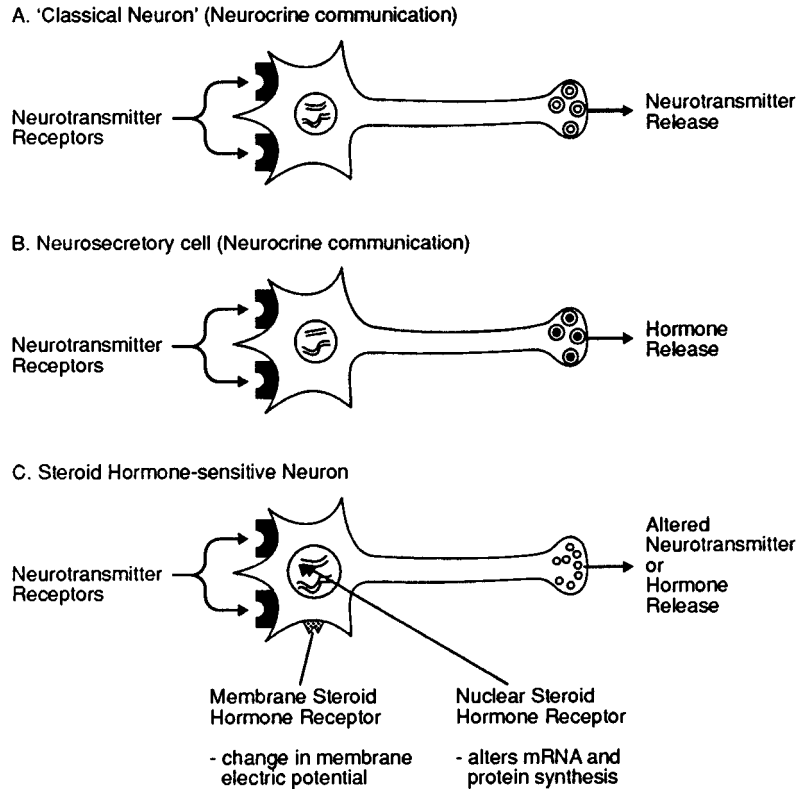 A. ‘Classical Neuron’ (Neurocrine communication)
Neurotransmitter
Receptors
Neurotransmitter
Release
B. Neurosecretory cell (Neurocrine communication)
Neurotransmitter
Receptors
Hormone
Release
C. Steroid Hormone-sensitive Neuron
Neurotransmitter
Receptors
Altered
Neurotransmitter
or
Hormone
Release
Membrane Steroid
Hormone Receptor
- change in membrane
electric potential
Nuclear Steroid
Hormone Receptor
- alters mRNA and
protein synthesis